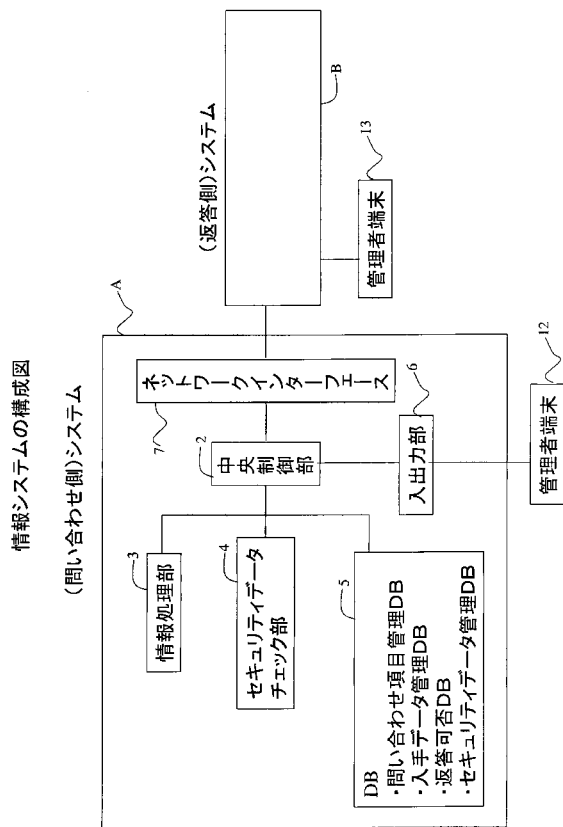 情報システムの構成図
(問い合わせ側)システム
A
情報処理部
3
セキュリティデータ
チェック部
4
DB
・問い合わせ項目管理DB
・入手データ管理DB
・返答可否DB
・セキュリティデータ管理DB
5
中央制御部
2
ネットワークインターフェース
7
入出力部
6
管理者端末
12
(返答側)システム
B
管理者端末
13